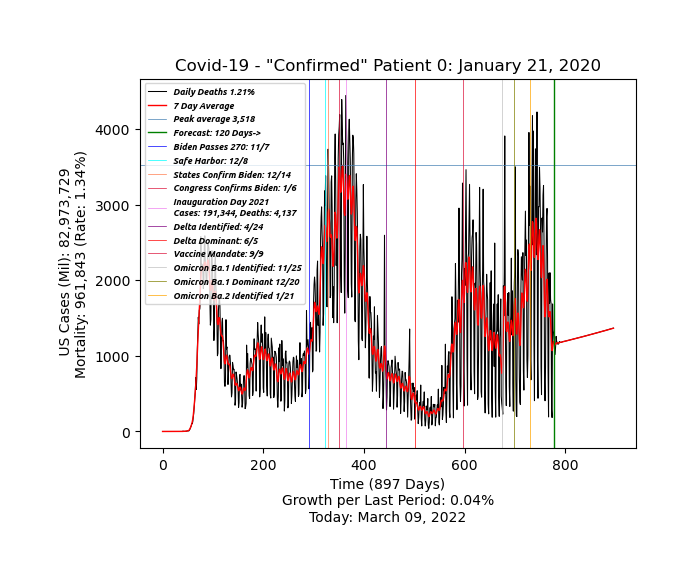 Covid-19 - "Confirmed" Patient 0: January 21, 2020
Daily Deaths 1.21%
7 Day Average
Peak average 3,518
Forecast: 120 Days->
Biden Passes 270: 11/7
Safe Harbor: 12/8
States Confirm Biden: 12/14
Congress Confirms Biden: 1/6
Inauguration Day 2021
Cases: 191,344, Deaths: 4,137
Delta Identified: 4/24
Delta Dominant: 6/5
Vaccine Mandate: 9/9
Omicron Ba.1 Identified: 11/25
Omicron Ba.1 Dominant 12/20
Omicron Ba.2 Identified 1/21
US Cases (Mil): 82,973,729
Mortality: 961,843 (Rate: 1.34%)
4000
3000
2000
1000
0
0 200 400 600 800
Time (897 Days)
Growth per Last Period: 0.04%
Today: March 09, 2022